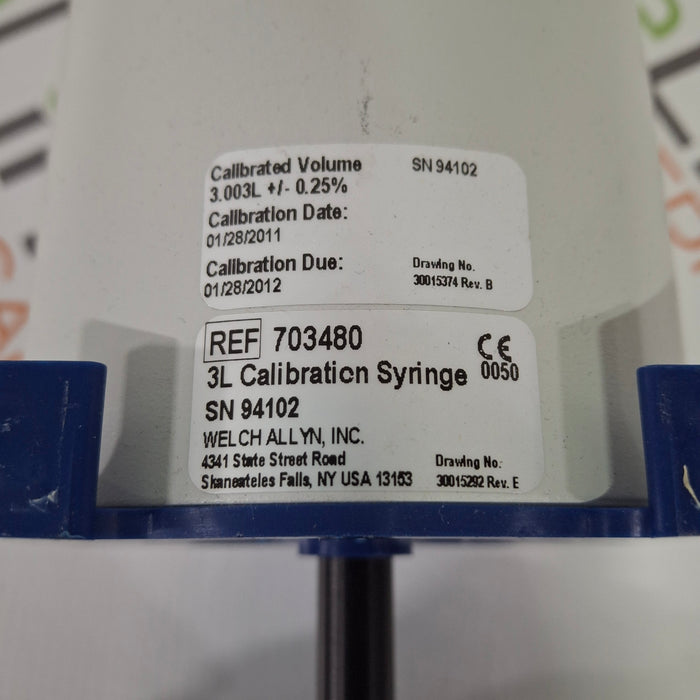 Calibrated Volume SN 94102
3.003L +/- 0.25%
Calibration Date:
01/28/2011
Calibration Due: Drawing No.
01/28/2012 30015374 Rev. B
REF 703480 CE
3L Calibration Syringe 0050
SN 94102
WELCH ALLYN, INC.
4341 State Street Road Drawing No.
Skaneateles Falls, NY USA 13153 30015292 Rev. E